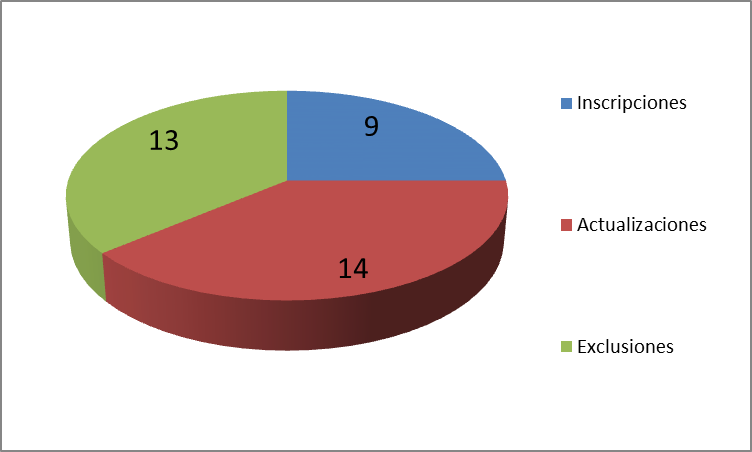 9
13
14
Inscripciones
Actualizaciones
Exclusiones